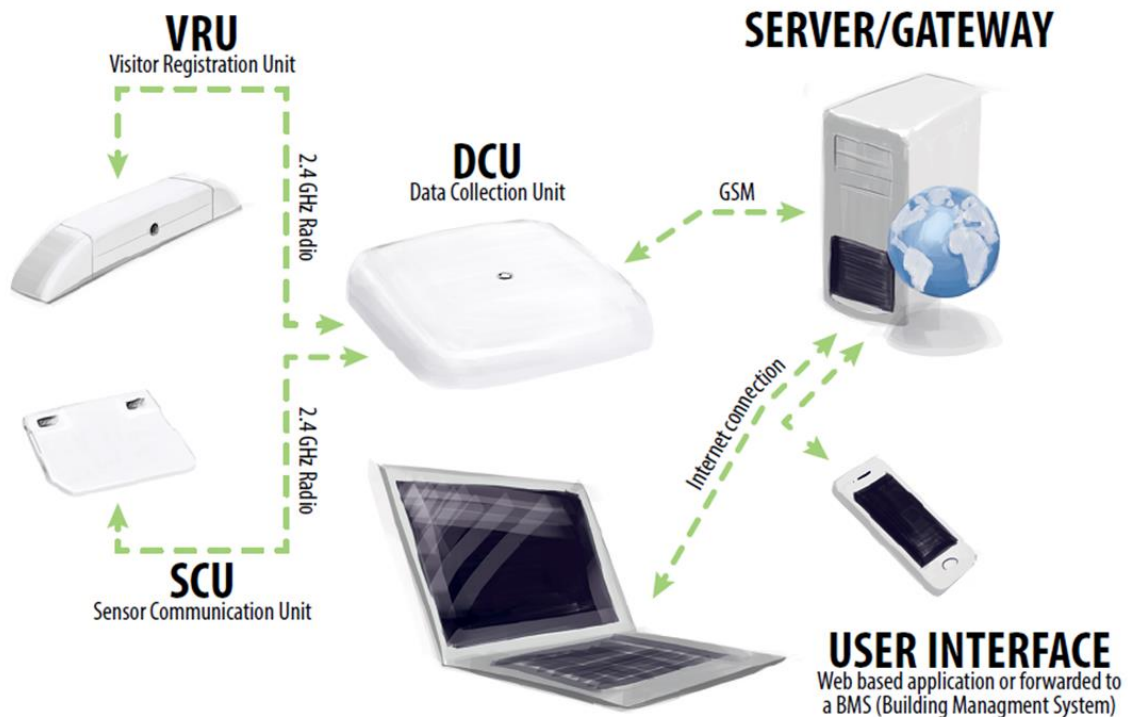 VRU
Visitor Registration Unit
SERVER/GATEWAY
2.4 GHz Radio
DCU
Data Collection Unit
GSM
2.4 GHz Radio
Internet connection
SCU
Sensor Communication Unit
USER INTERFACE
Web based application or forwarded to
a BMS (Building Managment System)